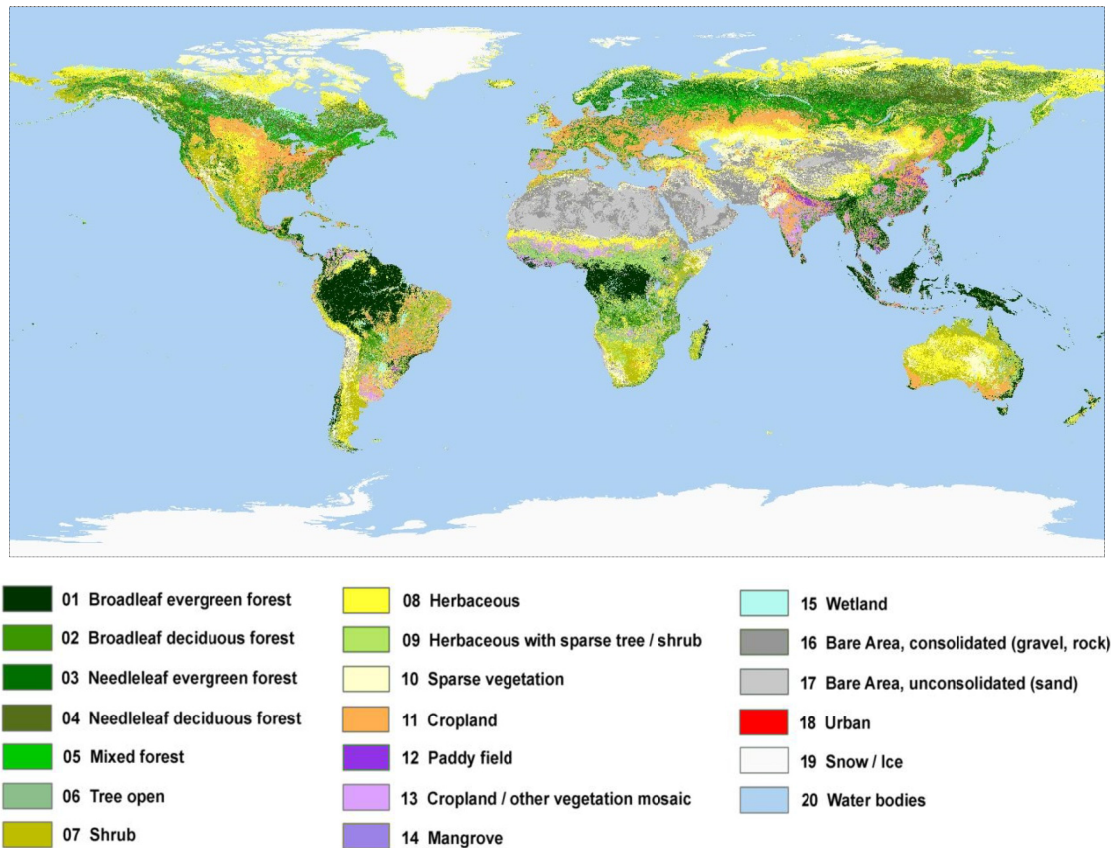 01 Broadleaf evergreen forest
02 Broadleaf deciduous forest
03 Needleleaf evergreen forest
04 Needleleaf deciduous forest
05 Mixed forest
06 Tree open
07 Shrub
08 Herbaceous
09 Herbaceous with sparse tree / shrub
10 Sparse vegetation
11 Cropland
12 Paddy field
13 Cropland / other vegetation mosaic
14 Mangrove
15 Wetland
16 Bare Area, consolidated (gravel, rock)
17 Bare Area, unconsolidated (sand)
18 Urban
19 Snow / Ice
20 Water bodies